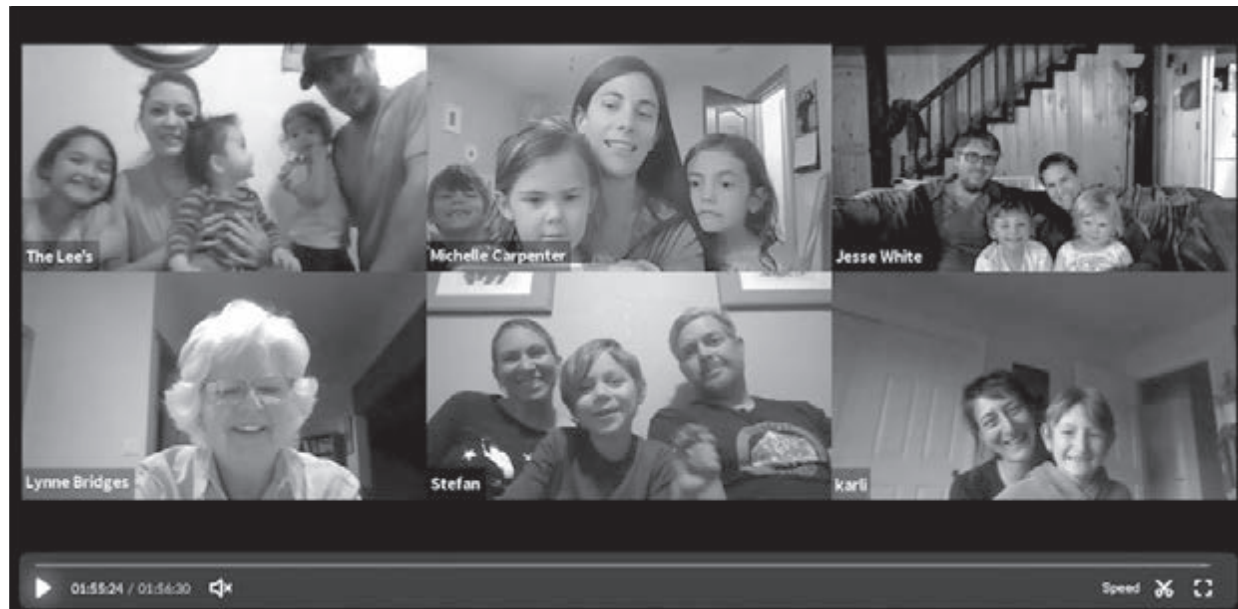 The Lee's
Michelle Carpenter
Jesse White
Lynne Bridges
Stefan
karli
01:55:24 / 01:56:30
Speed